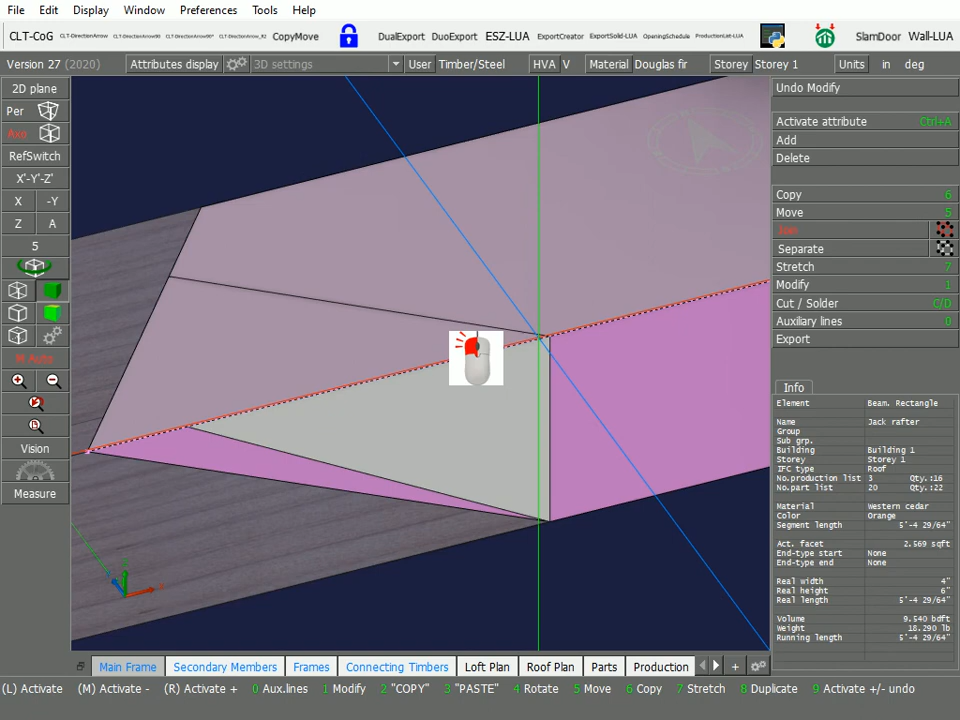 File Edit Display Window Preferences Tools Help
CLT-CoG CLT-DirectionArrow CLT-DirectionArrow90 CLT-DirectionArrow90° CLT-DirectionArrow_R2 CopyMove DualExport DuoExport ESZ-LUA ExportCreator ExportSolid-LUA OpeningSchedule ProductionList-LUA SlamDoor Wall-LUA
Version 27 (2020) Attributes display 3D settings User Timber/Steel HVA V Material Douglas fir Storey Storey 1 Units in deg
2D plane
Per
Axo
RefSwitch
X'-Y'-Z'
X -Y
Z A
5
M Auto
Vision
Measure
Undo Modify
Activate attribute Ctrl+A
Add
Delete
Copy 6
Move 5
Join
Separate
Stretch 7
Modify 1
Cut / Solder C/D
Auxiliary lines 0
Export
Info
Element Beam. Rectangle
Name Jack rafter
Group
Sub grp.
Building Building 1
Storey Storey 1
IFC type Roof
No.production list 3 Qty.:16
No.part list 20 Qty.:22
Material Western cedar
Color Orange
Segment length 5'-4 29/64"
Act. facet 2.569 sqft
End-type start None
End-type end None
Real width 4"
Real height 6"
Real length 5'-4 29/64"
Volume 9.540 bdft
Weight 18.290 lb
Running length 5'-4 29/64"
Main Frame Secondary Members Frames Connecting Timbers Loft Plan Roof Plan Parts Production +
(L) Activate (M) Activate - (R) Activate + 0 Aux.lines 1 Modify 2 "COPY" 3 "PASTE" 4 Rotate 5 Move 6 Copy 7 Stretch 8 Duplicate 9 Activate +/- undo